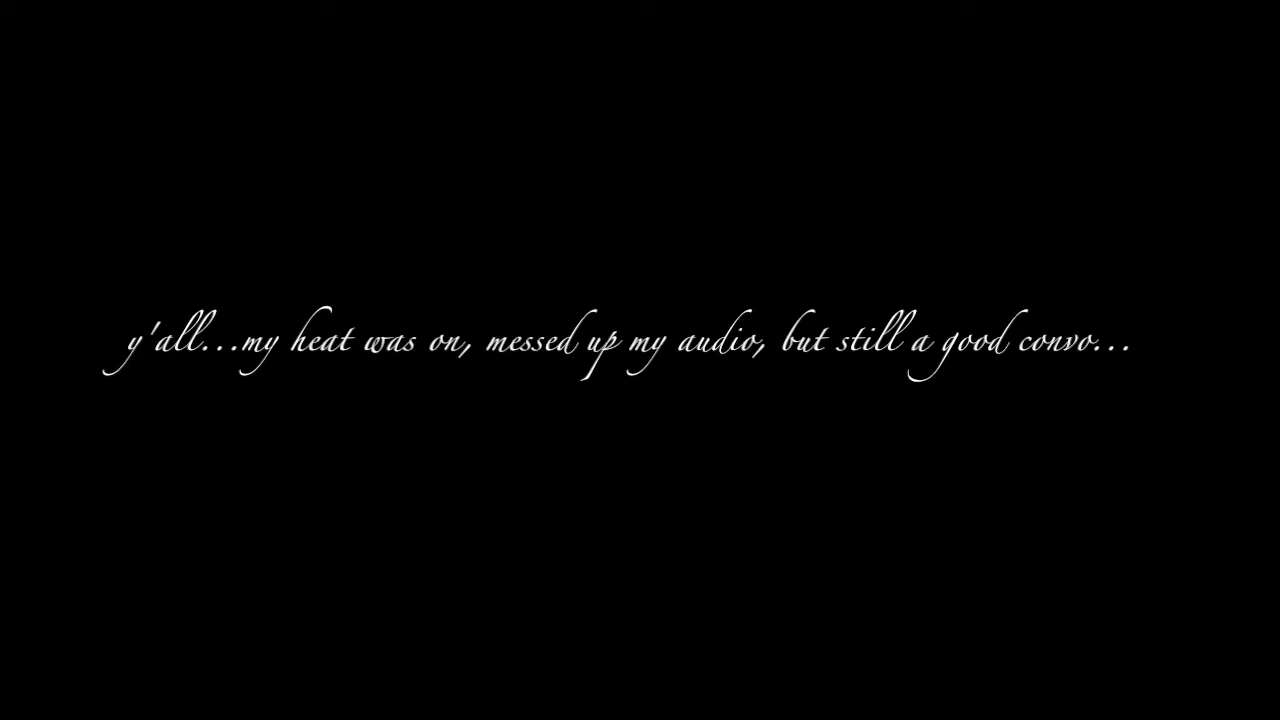 y'all...my heat was on, messed up my audio, but still a good convo...